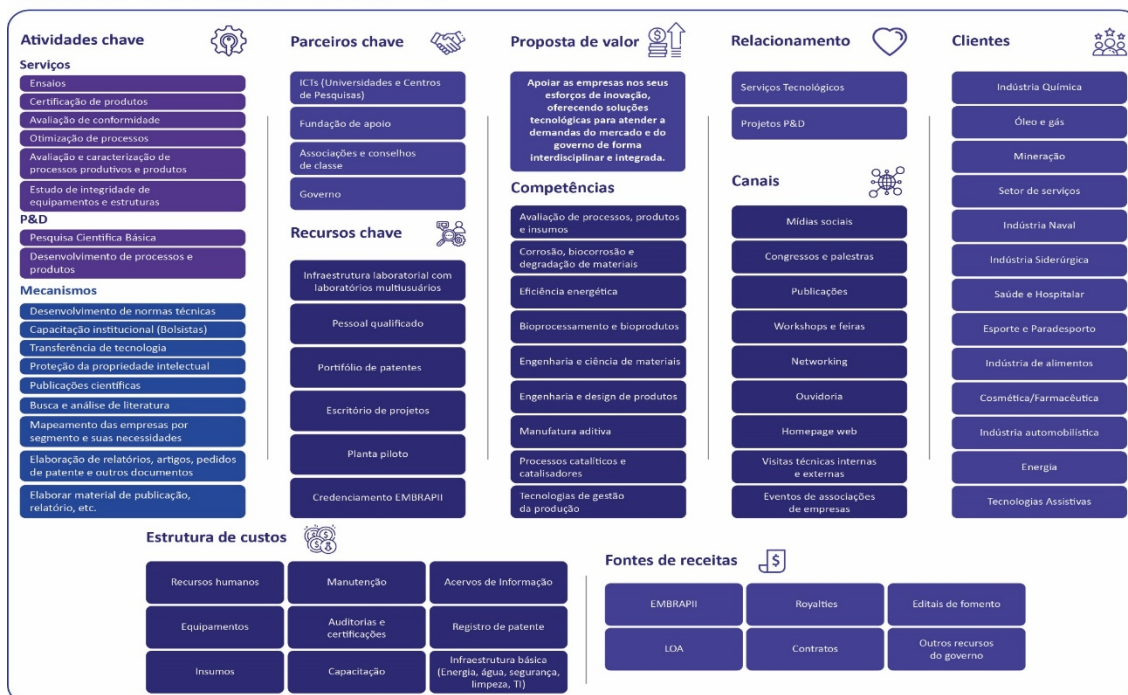 Atividades chave
Serviços
Ensaios
Certificação de produtos
Avaliação de conformidade
Otimização de processos
Avaliação e caracterização de
processos produtivos e produtos
Estudo de integridade de
equipamentos e estruturas
P&D
Pesquisa Científica Básica
Desenvolvimento de processos e
produtos
Mecanismos
Desenvolvimento de normas técnicas
Capacitação institucional (Bolsistas)
Transferência de tecnologia
Proteção da propriedade intelectual
Publicações científicas
Busca e análise de literatura
Mapeamento das empresas por
segmento e suas necessidades
Elaboração de relatórios, artigos, pedidos
de patente e outros documentos
Elaborar material de publicação,
relatório, etc.
Parceiros chave
ICTs (Universidades e Centros
de Pesquisas)
Fundação de apoio
Associações e conselhos
de classe
Governo
Recursos chave
Infraestrutura laboratorial com
laboratórios multiusuários
Pessoal qualificado
Portifólio de patentes
Escritório de projetos
Planta piloto
Credenciamento EMBRAPII
Proposta de valor
Apoiar as empresas nos seus
esforços de inovação,
oferecendo soluções
tecnológicas para atender a
demandas do mercado e do
governo de forma
interdisciplinar e integrada.
Competências
Avaliação de processos, produtos
e insumos
Corrosão, biocorrosão e
degradação de materiais
Eficiência energética
Bioprocessamento e bioprodutos
Engenharia e ciência de materiais
Engenharia e design de produtos
Manufatura aditiva
Processos catalíticos e
catalisadores
Tecnologias de gestão
da produção
Relacionamento
Serviços Tecnológicos
Projetos P&D
Canais
Mídias sociais
Congressos e palestras
Publicações
Workshops e feiras
Networking
Ouvidoria
Homepage web
Visitas técnicas internas
e externas
Eventos de associações
de empresas
Clientes
Indústria Química
Óleo e gás
Mineração
Setor de serviços
Indústria Naval
Indústria Siderúrgica
Saúde e Hospitalar
Esporte e Paradesporto
Indústria de alimentos
Cosmética/Farmacêutica
Indústria automobilística
Energia
Tecnologias Assistivas
Estrutura de custos
Recursos humanos
Manutenção
Acervos de Informação
Equipamentos
Auditorias e
certificações
Registro de patente
Insumos
Capacitação
Infraestrutura básica
(Energia, água, segurança,
limpeza, TI)
Fontes de receitas
EMBRAPII
Royalties
Editais de fomento
LOA
Contratos
Outros recursos
do governo